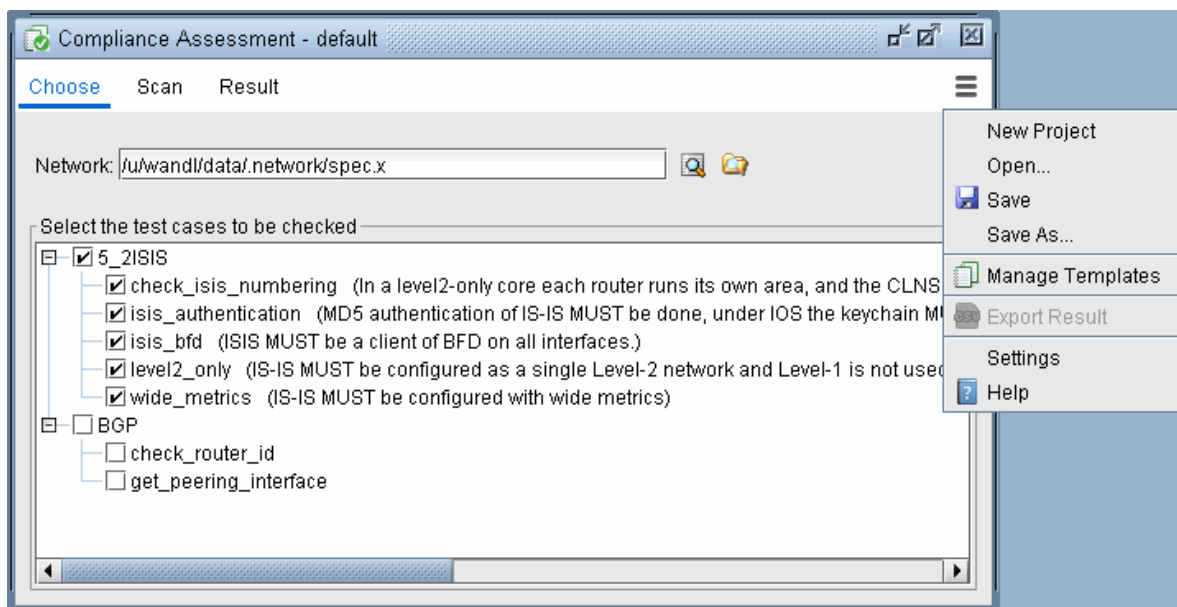 Compliance Assessment - default
Choose Scan Result
New Project
Network: /u/wandl/data/.network/spec.x
Open...
Save
Save As...
Select the test cases to be checked
5_2ISIS
Manage Templates
check_isis_numbering (In a level2-only core each router runs its own area, and the CLNS
isis_authentication (MD5 authentication of IS-IS MUST be done, under IOS the keychain
Export Result
isis_bfd (ISIS MUST be a client of BFD on all interfaces.)
Settings
level2_only (IS-IS MUST be configured as a single Level-2 network and Level-1 is not used
wide_metrics (IS-IS MUST be configured with wide metrics)
Help
BGP
check_router_id
get_peering_interface